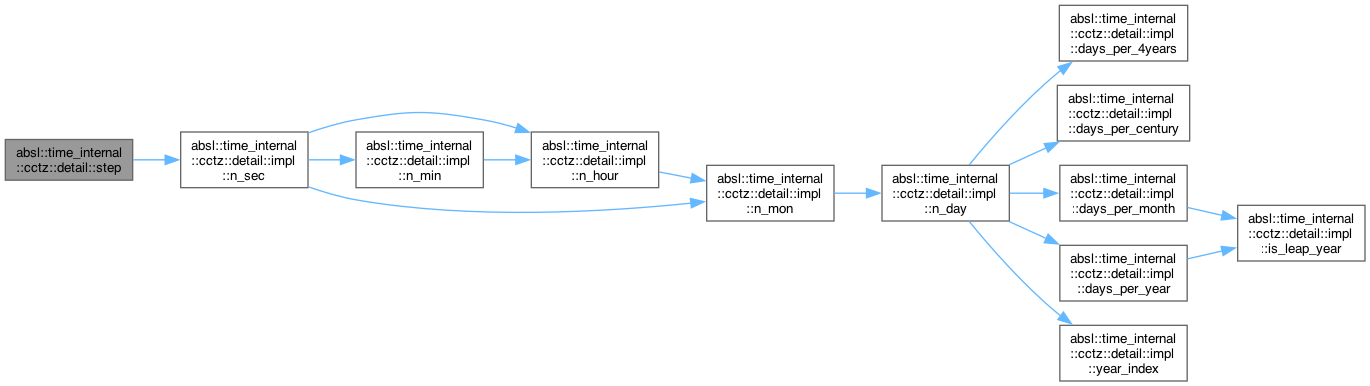 absl::time_internal
::cctz::detail::step
absl::time_internal
::cctz::detail::impl
::n_sec
absl::time_internal
::cctz::detail::impl
::n_min
absl::time_internal
::cctz::detail::impl
::n_hour
absl::time_internal
::cctz::detail::impl
::n_mon
absl::time_internal
::cctz::detail::impl
::n_day
absl::time_internal
::cctz::detail::impl
::days_per_4years
absl::time_internal
::cctz::detail::impl
::days_per_century
absl::time_internal
::cctz::detail::impl
::days_per_month
absl::time_internal
::cctz::detail::impl
::days_per_year
absl::time_internal
::cctz::detail::impl
::year_index
absl::time_internal
::cctz::detail::impl
::is_leap_year